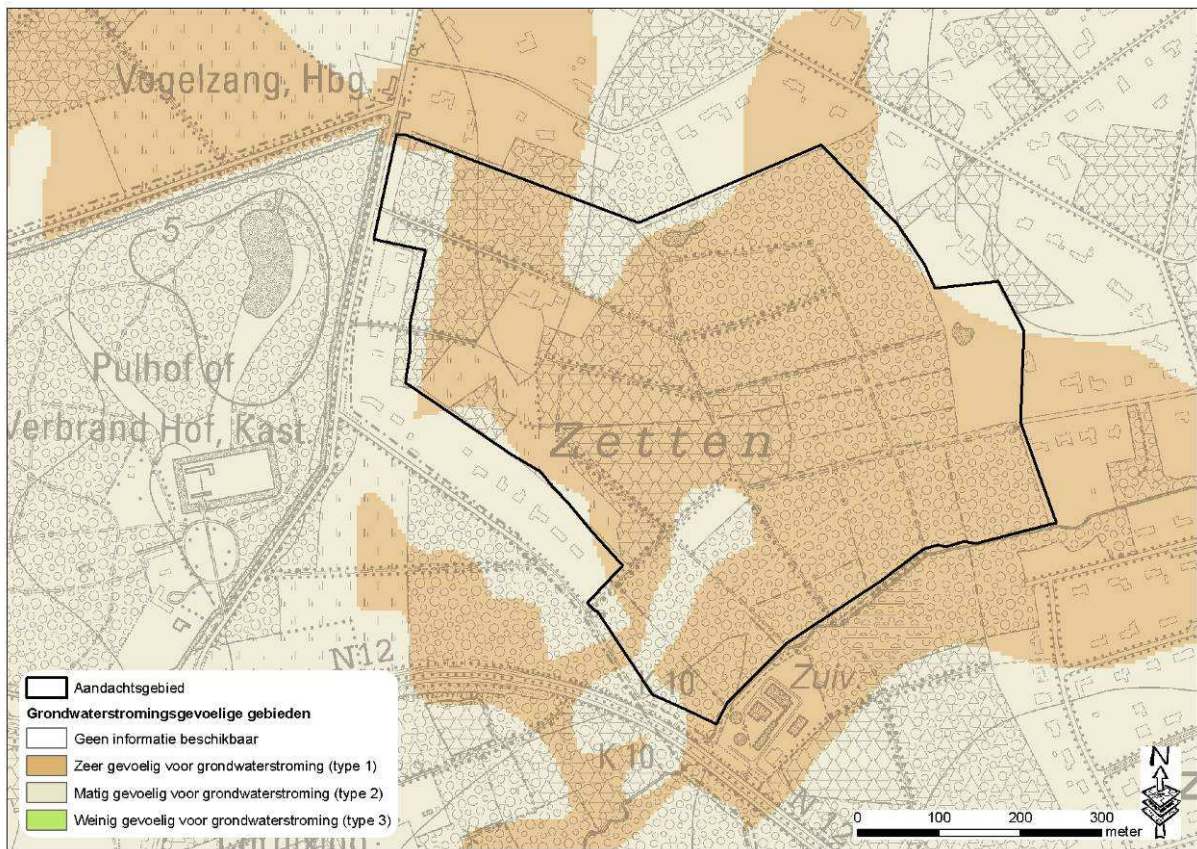 Vogelzang, Hbg.
5
Pulhof of
Verbrand Hof, Kast.
Zetten
N 12
K 10
Zuiv
K 10
N 12
Aandachtsgebied
Grondwaterstromingsgevoelige gebieden
Geen informatie beschikbaar
Zeer gevoelig voor grondwaterstroming (type 1)
Matig gevoelig voor grondwaterstroming (type 2)
Weinig gevoelig voor grondwaterstroming (type 3)
N
0 100 200 300
meter